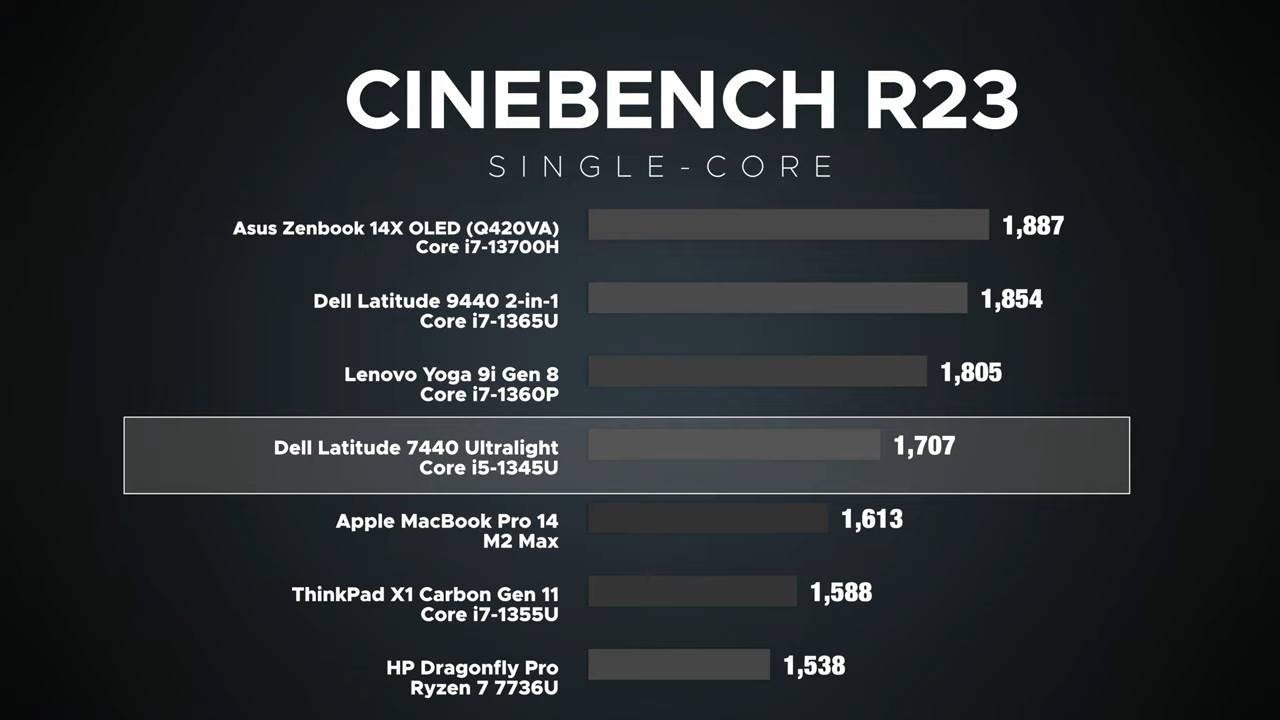 CINEBENCH R23
SINGLE-CORE
Asus Zenbook 14X OLED (Q420VA)
Core i7-13700H
1,887
Dell Latitude 9440 2-in-1
Core i7-1365U
1,854
Lenovo Yoga 9i Gen 8
Core i7-1360P
1,805
Dell Latitude 7440 Ultralight
Core i5-1345U
1,707
Apple MacBook Pro 14
M2 Max
1,613
ThinkPad X1 Carbon Gen 11
Core i7-1355U
1,588
HP Dragonfly Pro
Ryzen 7 7736U
1,538